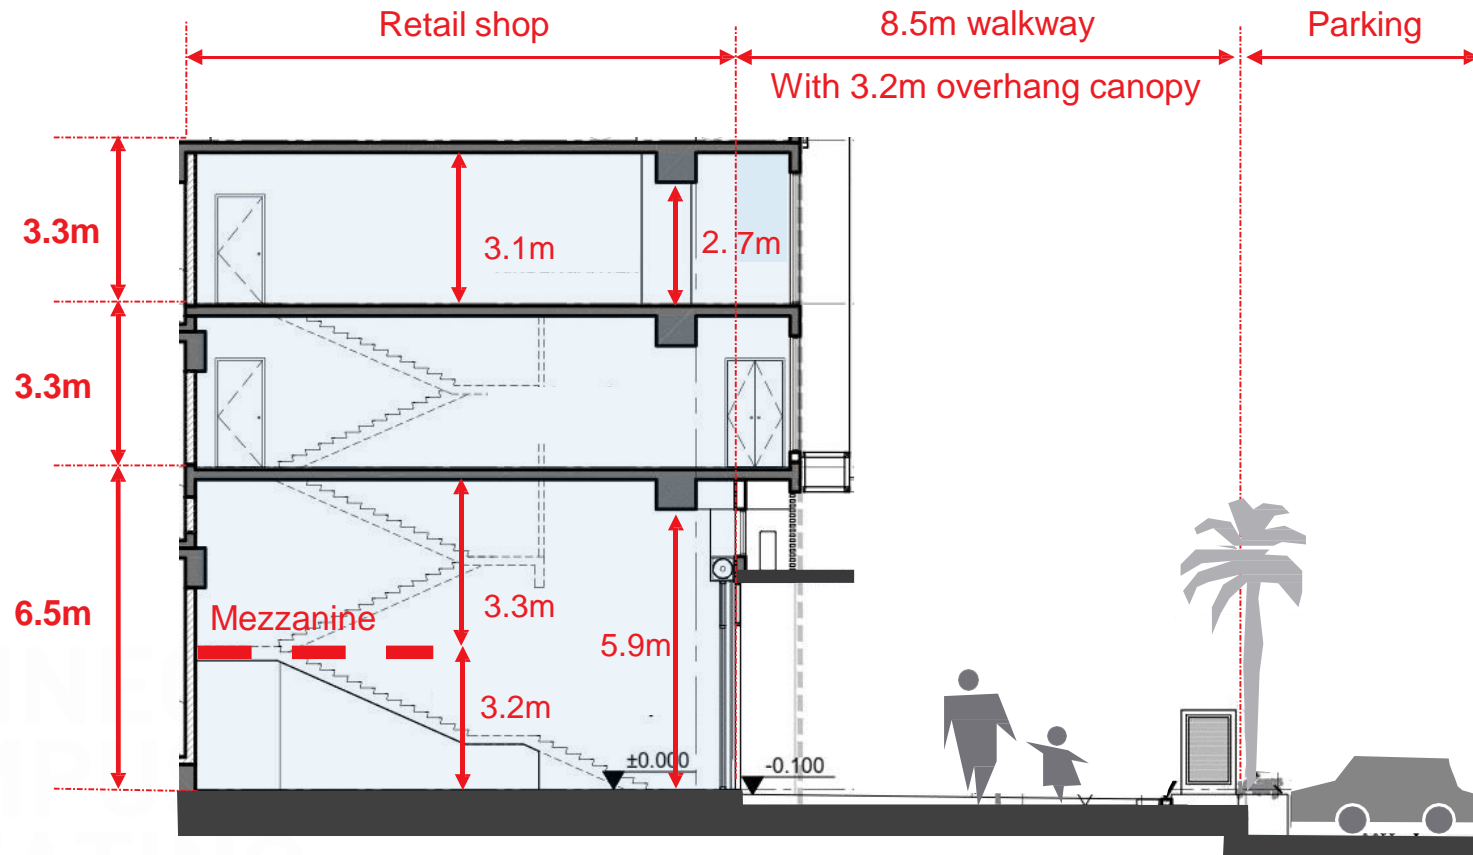 Retail shop
8.5m walkway
Parking
With 3.2m overhang canopy
3.3m
3.1m
2. 7m
3.3m
6.5m
Mezzanine
3.3m
5.9m
3.2m
±0.000
-0.100